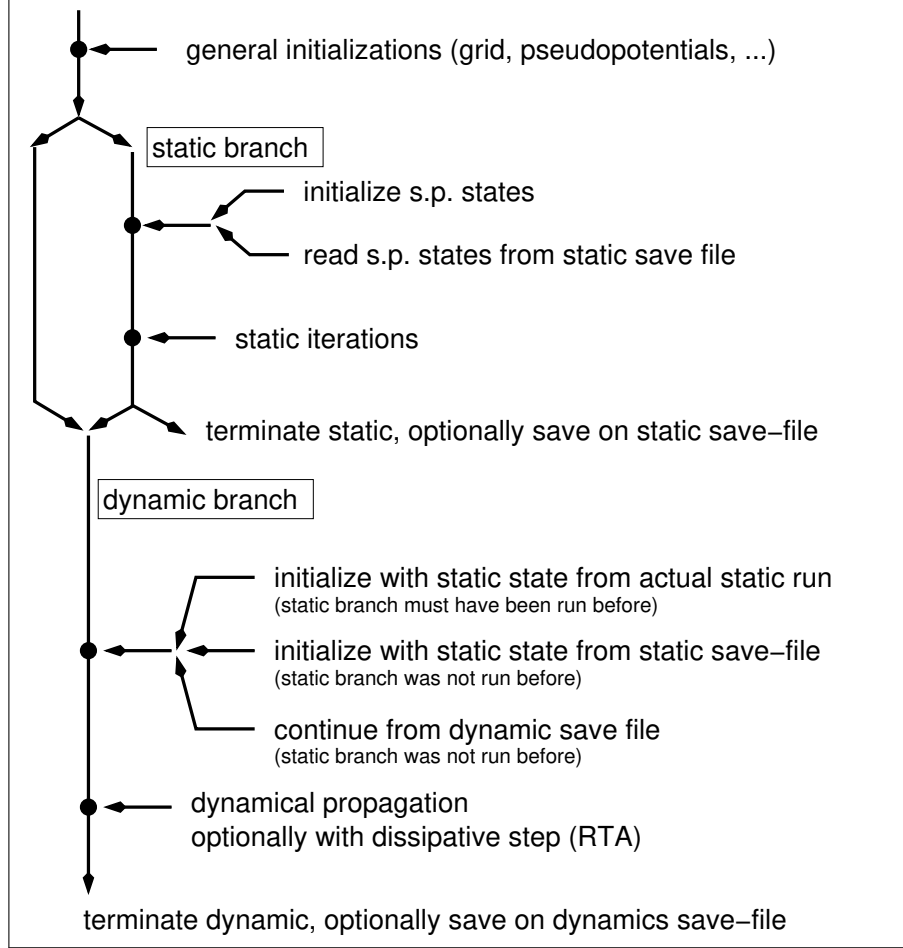 general initializations (grid, pseudopotentials, ...)
static branch
initialize s.p. states
read s.p. states from static save file
static iterations
terminate static, optionally save on static save−file
dynamic branch
initialize with static state from actual static run
(static branch must have been run before)
initialize with static state from static save−file
(static branch was not run before)
continue from dynamic save file
(static branch was not run before)
dynamical propagation
optionally with dissipative step (RTA)
terminate dynamic, optionally save on dynamics save−file